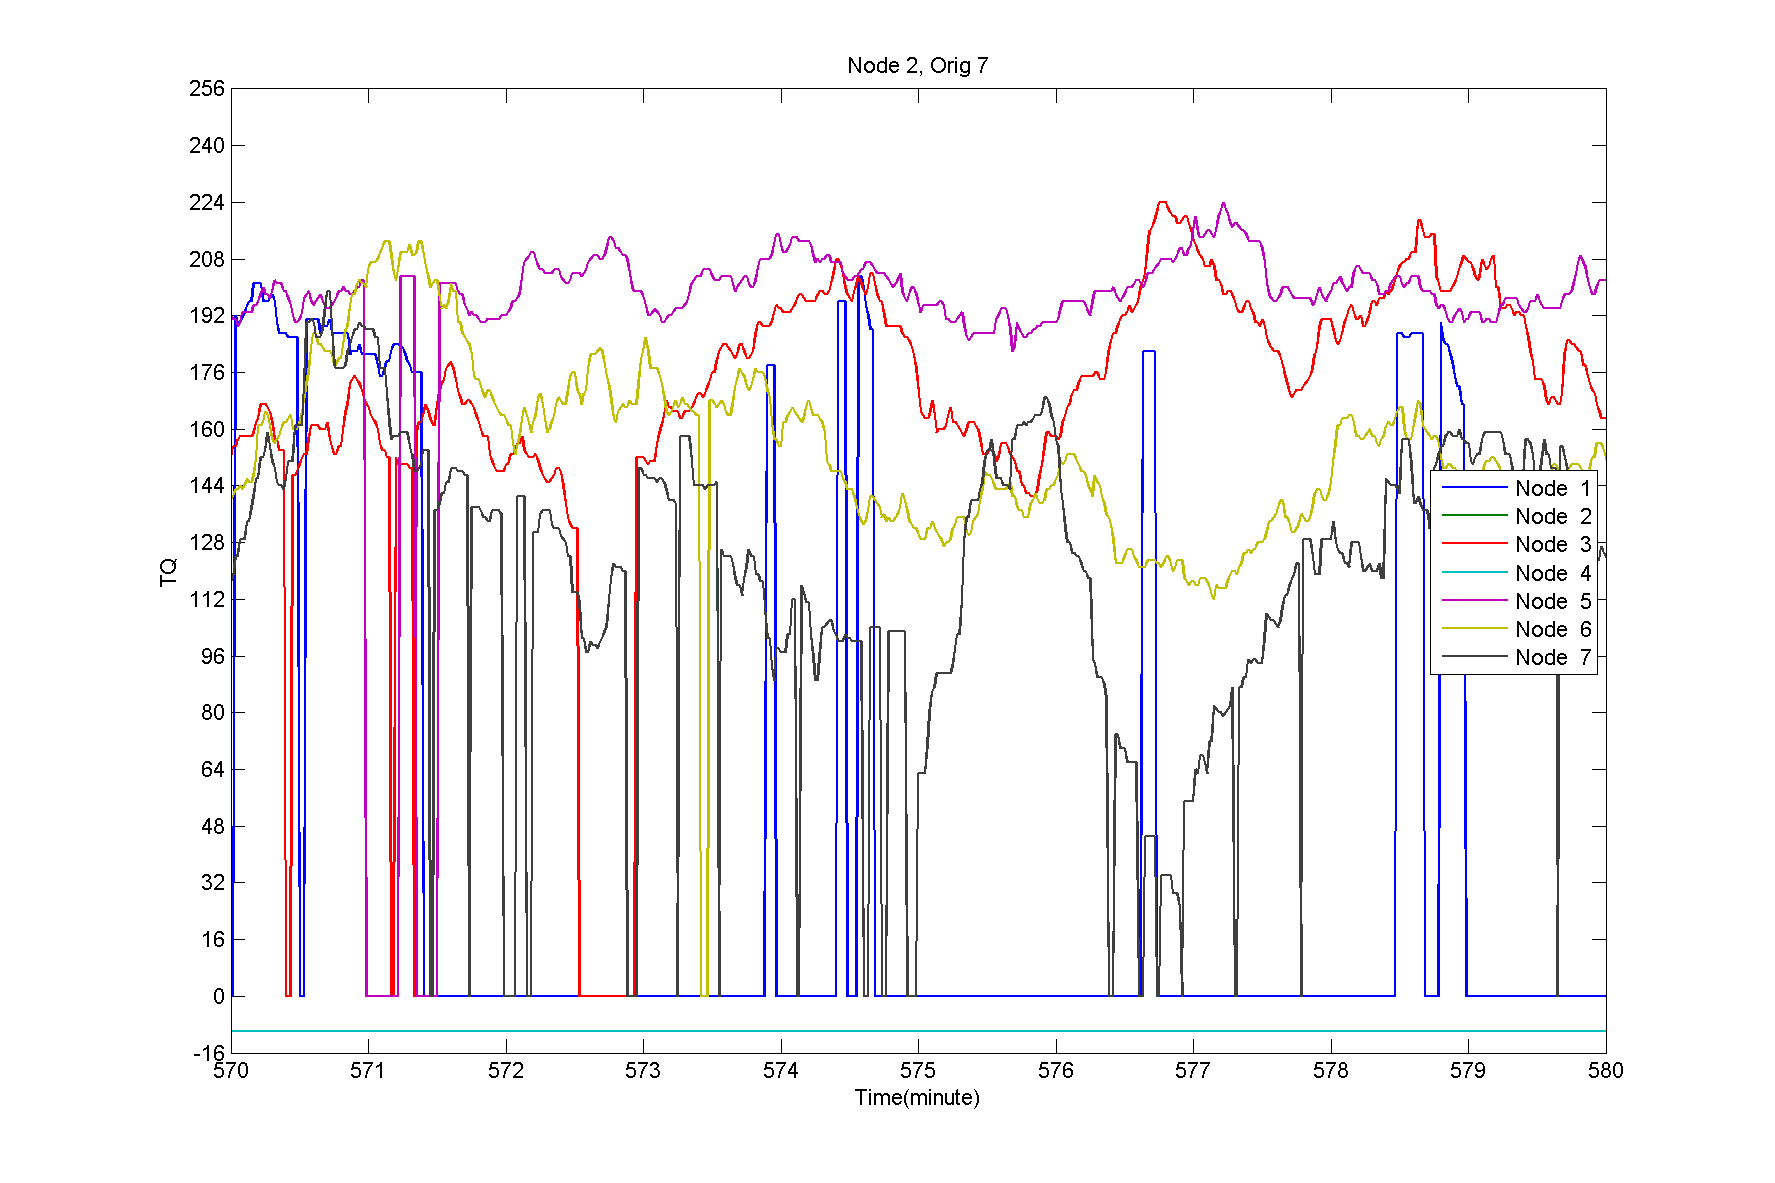 Node 2, Orig 7
256
240
224
208
192
176
160
144
128
112
96
80
64
48
32
16
0
-16
TQ
570 571 572 573 574 575 576 577 578 579 580
Time(minute)
Node 1
Node 2
Node 3
Node 4
Node 5
Node 6
Node 7